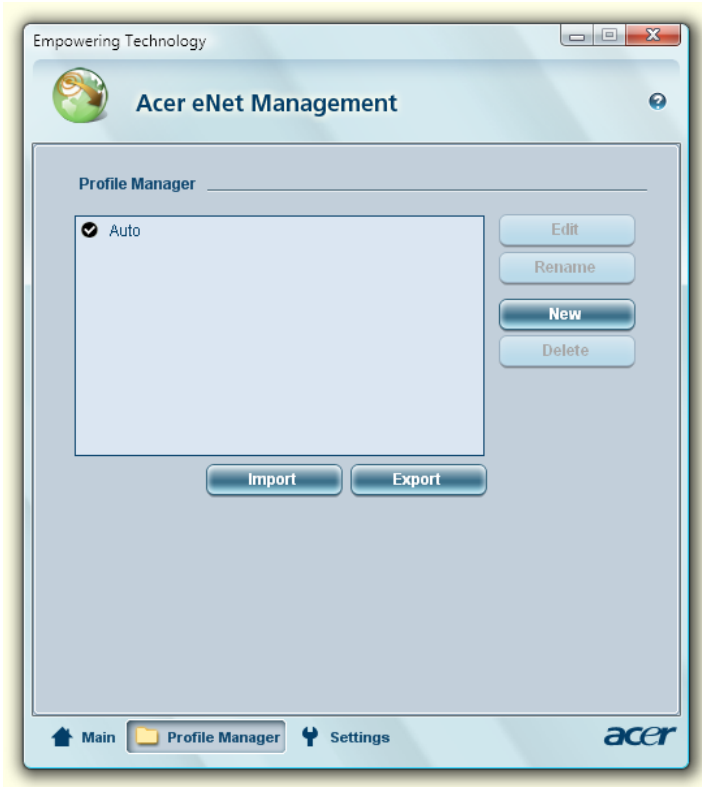 Empowering Technology
Acer eNet Management
Profile Manager
Auto
Edit
Rename
New
Delete
Import
Export
Main
Profile Manager
Settings
acer